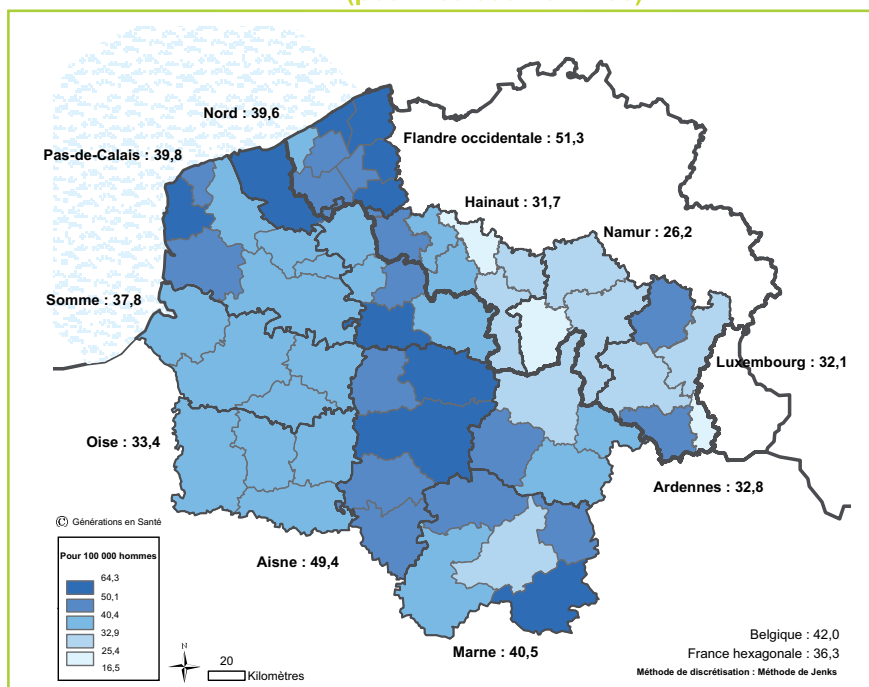 Nord : 39,6
Flandre occidentale : 51,3
Pas-de-Calais : 39,8
Hainaut : 31,7
Namur : 26,2
Somme : 37,8
Luxembourg : 32,1
Oise : 33,4
Ardennes : 32,8
© Générations en Santé
Pour 100 000 hommes
64,3
50,1
40,4
32,9
25,4
16,5
Aisne : 49,4
Marne : 40,5
N
20
Kilomètres
Belgique : 42,0
France hexagonale : 36,3
Méthode de discrétisation : Méthode de Jenks